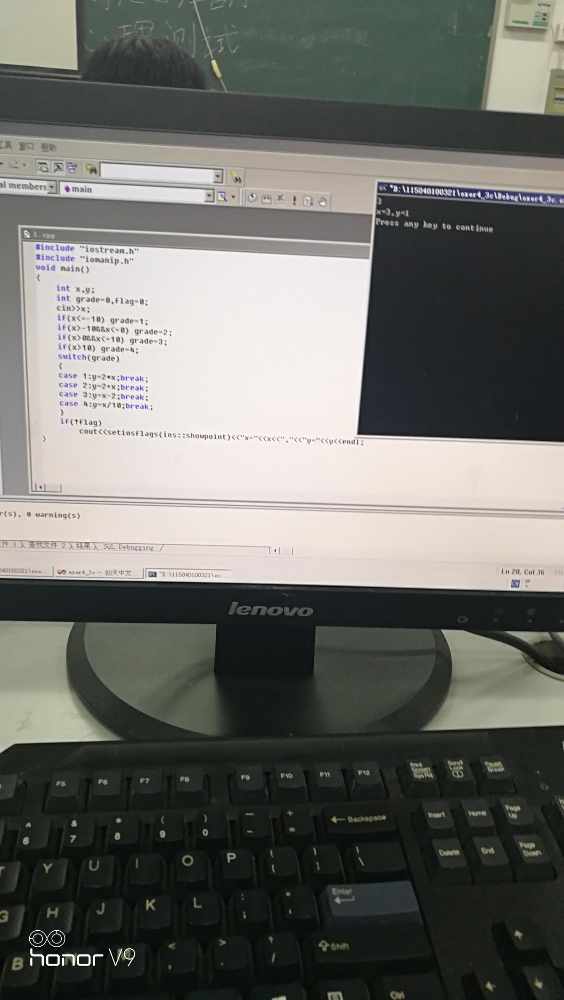 心理测试
工具 窗口 帮助
al members
main
"D:\115040100321\exer4_3c\Debug\exer4_3c.e
3
x=3,y=1
Press any key to continue
1.cpp
#include "iostream.h"
#include "iomanip.h"
void main()
{
int x,y;
int grade=0,flag=0;
cin>>x;
if(x<=-10) grade=1;
if(x>-10&&x<=0) grade=2;
if(x>0&&x<=10) grade=3;
if(x>10) grade=4;
switch(grade)
{
case 1:y=2*x;break;
case 2:y=2+x;break;
case 3:y=x-2;break;
case 4:y=x/10;break;
}
if(!flag)
cout<<setiosflags(ios::showpoint)<<"x="<<x<<","<<"y="<<y<<endl;
}
r(s), 0 warning(s)
文件 1 查找文件 2 结果 SQL Debugging
040100321\exe... exer4_3c - 创天中文... "D:\115040100321\ex...
Ln 20, Col 36
CH
lenovo
F5 F6 F7 F8 F9 F10 F11 F12 Print Screen SysRq Scroll Lock Pause Break
^ & * ( ) — +
6 7 8 9 0 - = ← Backspace Insert Home Page Up
T Y U I O P { [ } ] | \ Delete End Page Down
G H J K L : ; " ' Enter
B N M < , > . ? / Shift
Ctrl
honor V9